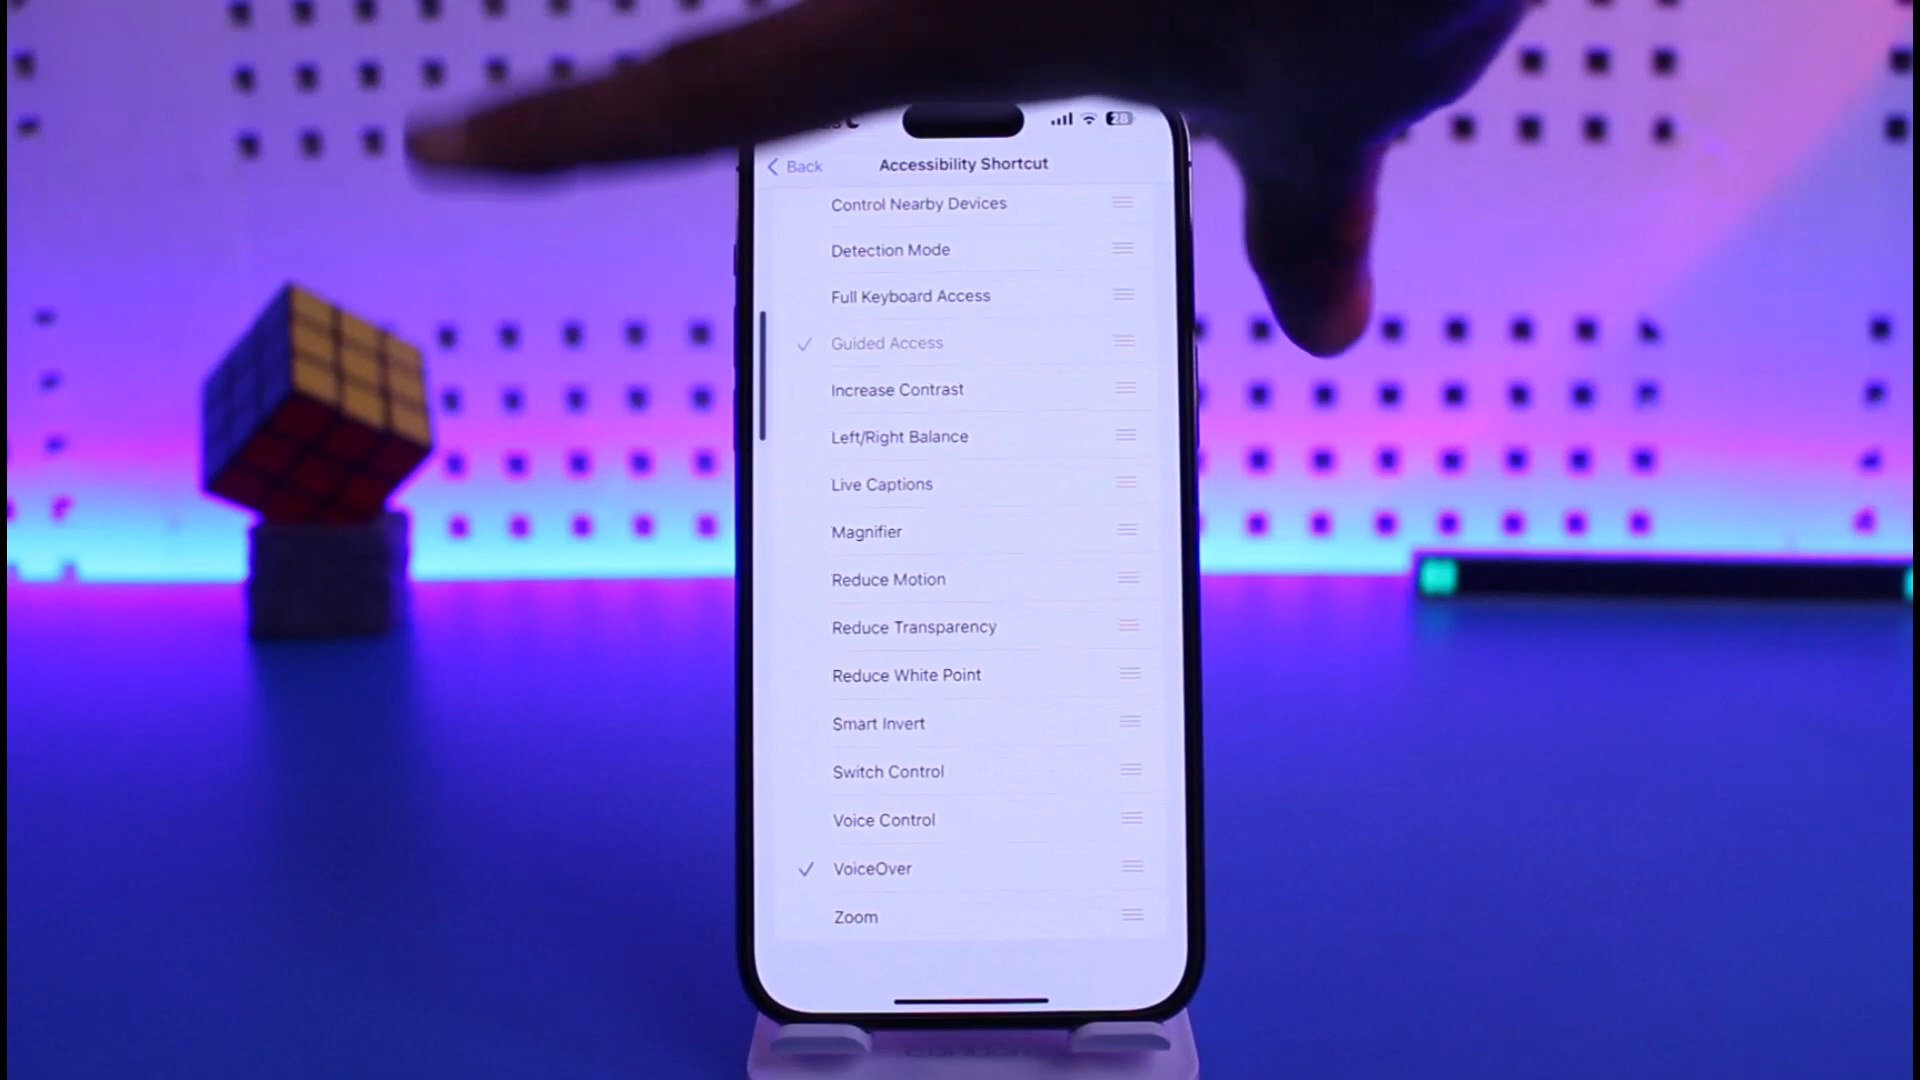 28
Back
Accessibility Shortcut
Control Nearby Devices
Detection Mode
Full Keyboard Access
Guided Access
Increase Contrast
Left/Right Balance
Live Captions
Magnifier
Reduce Motion
Reduce Transparency
Reduce White Point
Smart Invert
Switch Control
Voice Control
VoiceOver
Zoom